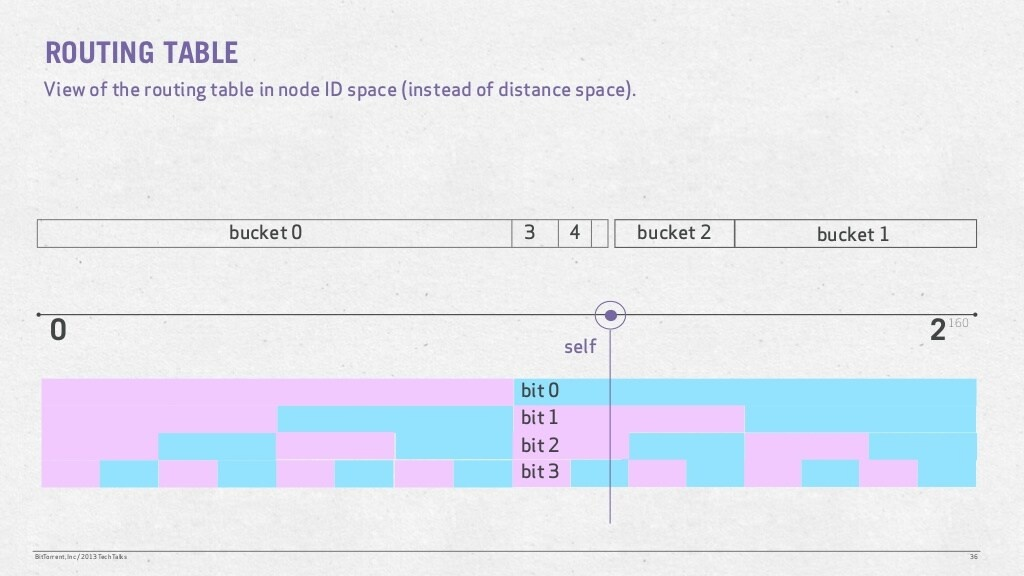 ROUTING TABLE
View of the routing table in node ID space (instead of distance space).
bucket 0 3 4 bucket 2 bucket 1
0 2 160
self
bit 0
bit 1
bit 2
bit 3
BitTorrent, Inc / 2013 Tech Talks 36